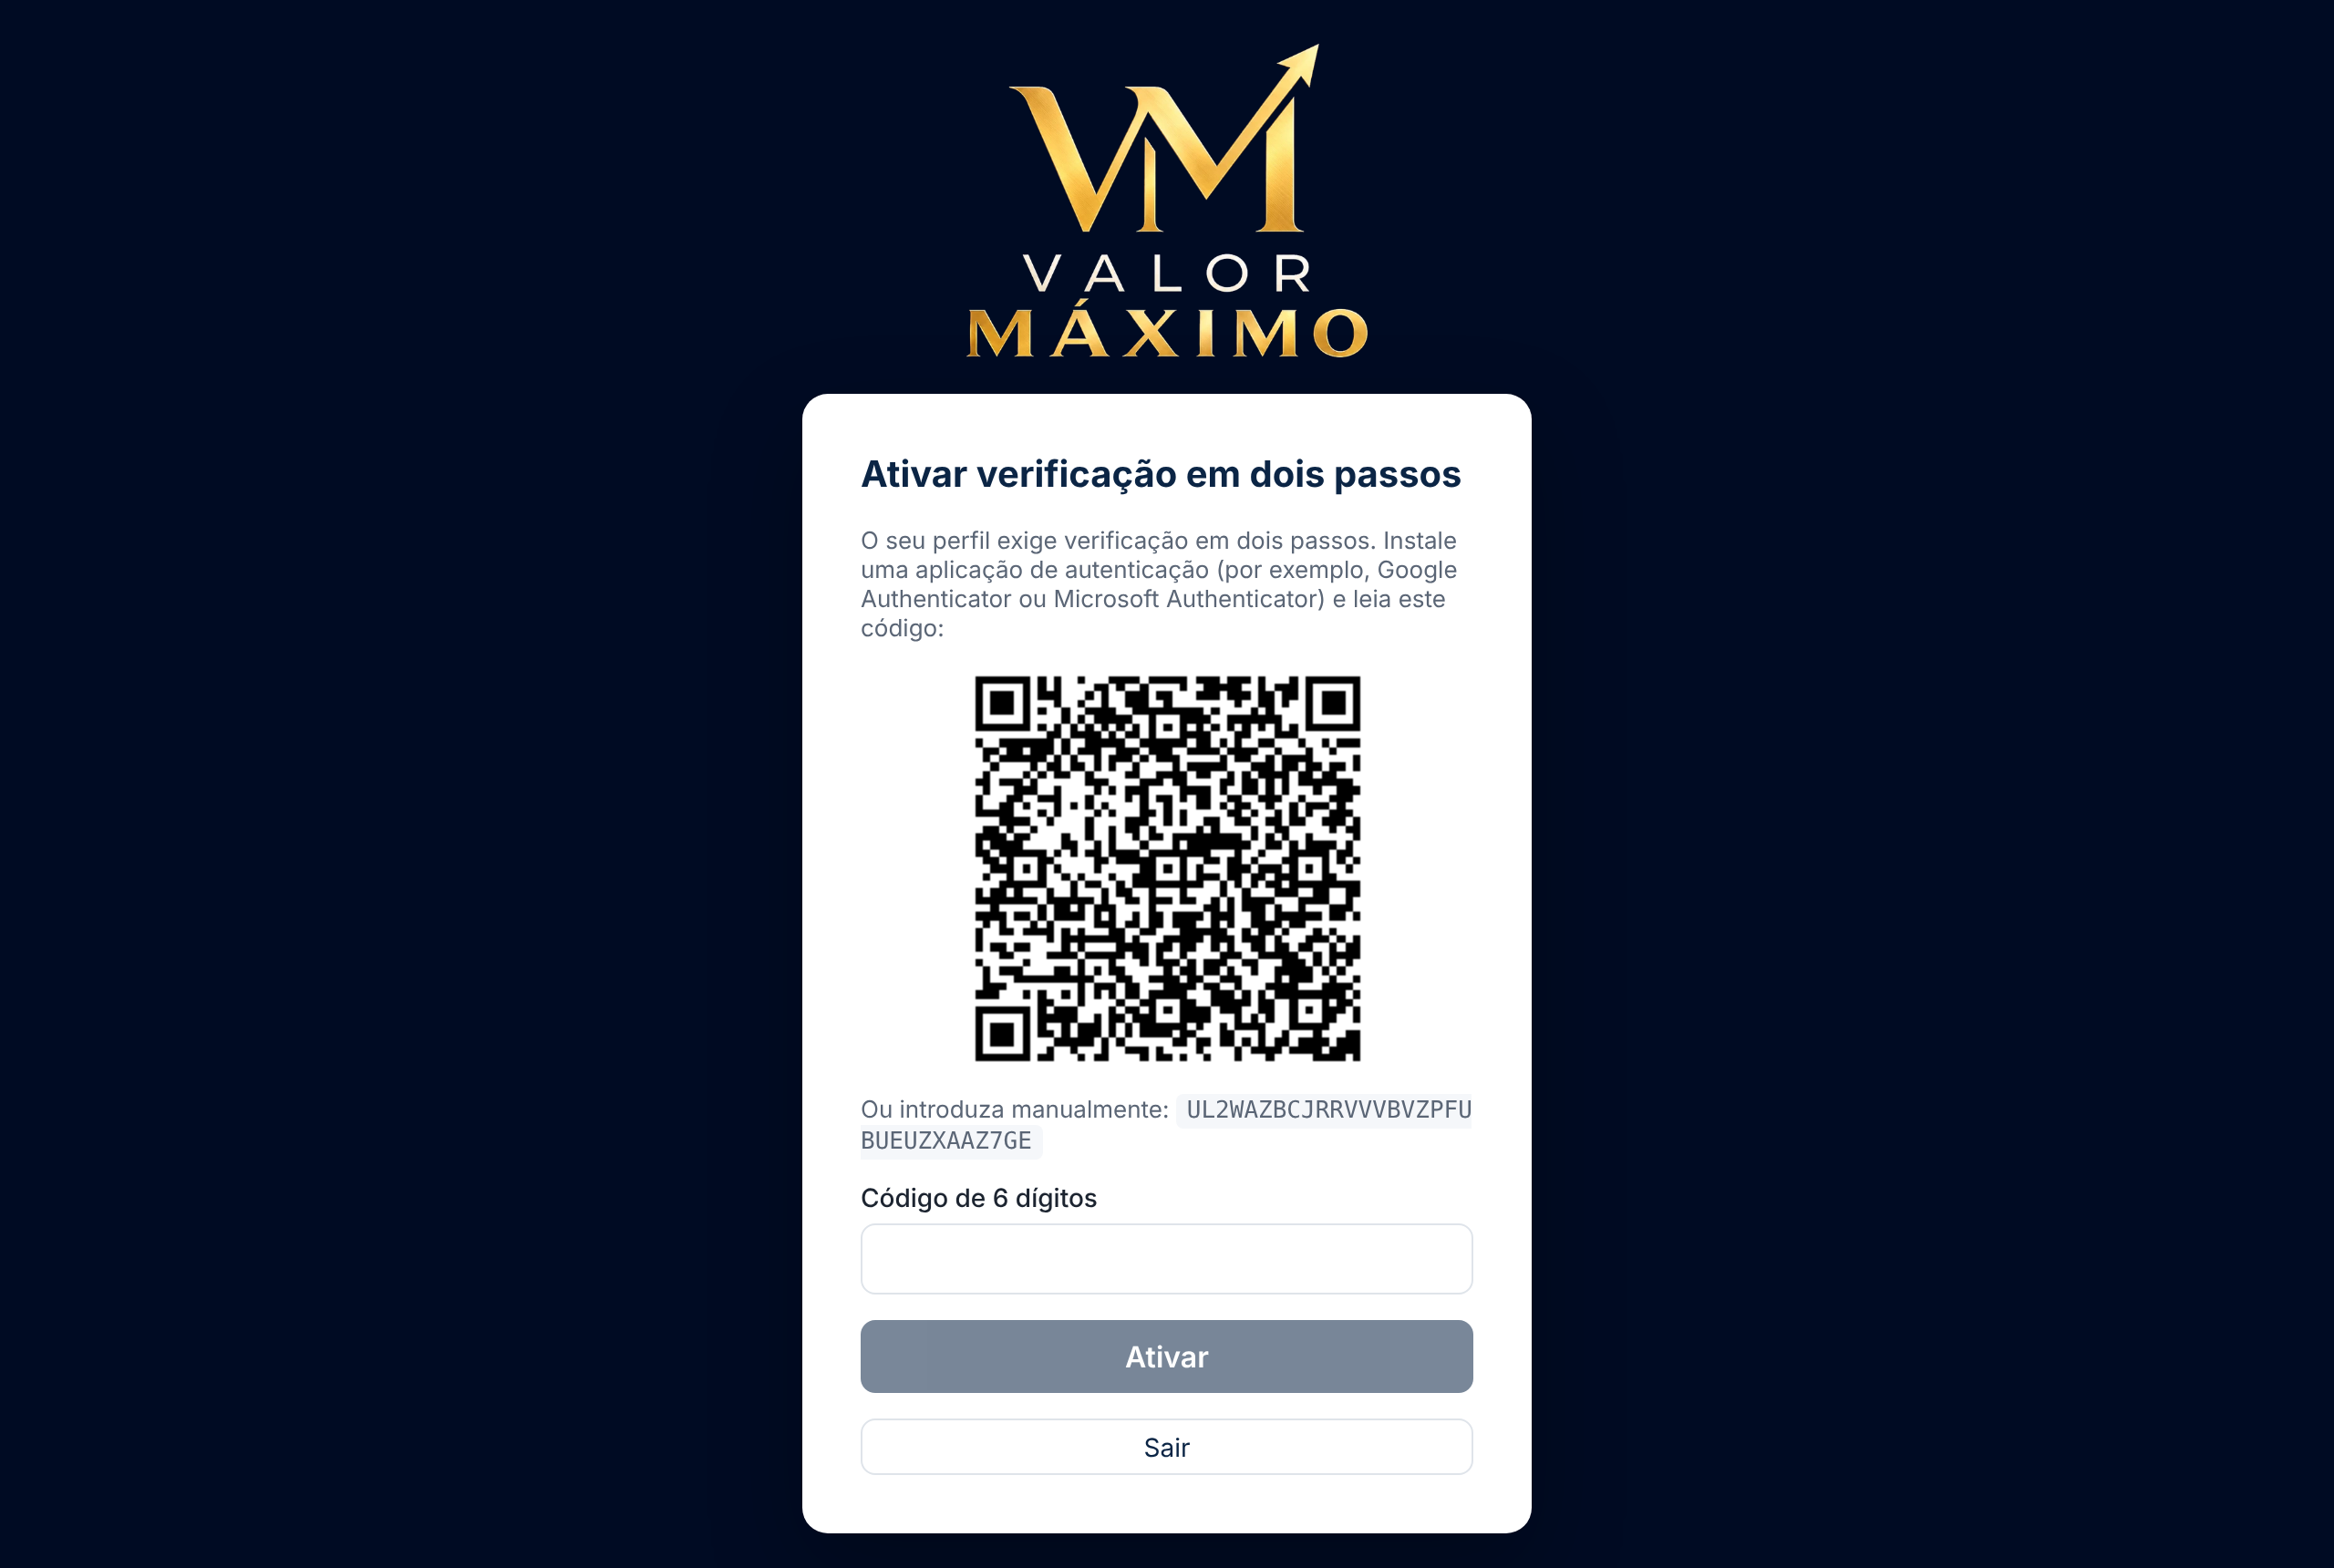 VM
VALOR
MÁXIMO
Ativar verificação em dois passos
O seu perfil exige verificação em dois passos. Instale
uma aplicação de autenticação (por exemplo, Google
Authenticator ou Microsoft Authenticator) e leia este
código:
Ou introduza manualmente: UL2WAZBCJRRVVVBVZPFU
BUEUZXAAZ7GE
Código de 6 dígitos
Ativar
Sair